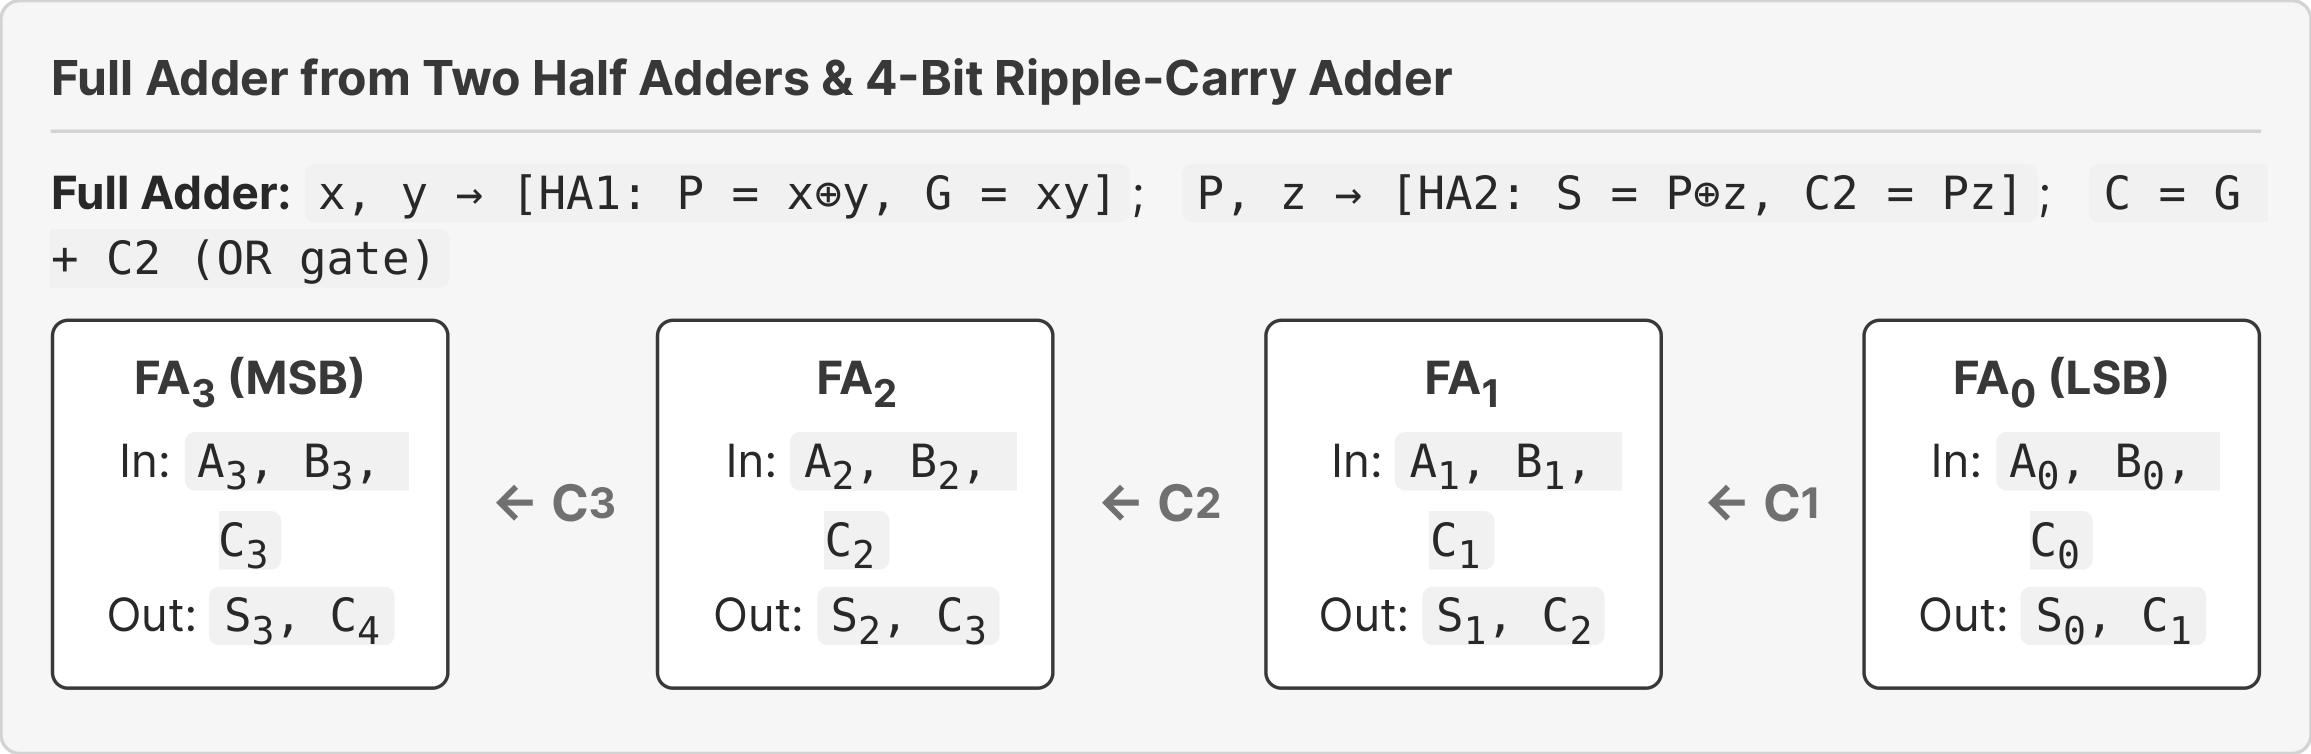 Full Adder from Two Half Adders & 4-Bit Ripple-Carry Adder
Full Adder: x, y → [HA1: P = x⊕y, G = xy]; P, z → [HA2: S = P⊕z, C2 = Pz]; C = G
+ C2 (OR gate)
FA₃ (MSB)
In: A₃, B₃,
C₃
Out: S₃, C₄
← C3
FA₂
In: A₂, B₂,
C₂
Out: S₂, C₃
← C2
FA₁
In: A₁, B₁,
C₁
Out: S₁, C₂
← C1
FA₀ (LSB)
In: A₀, B₀,
C₀
Out: S₀, C₁